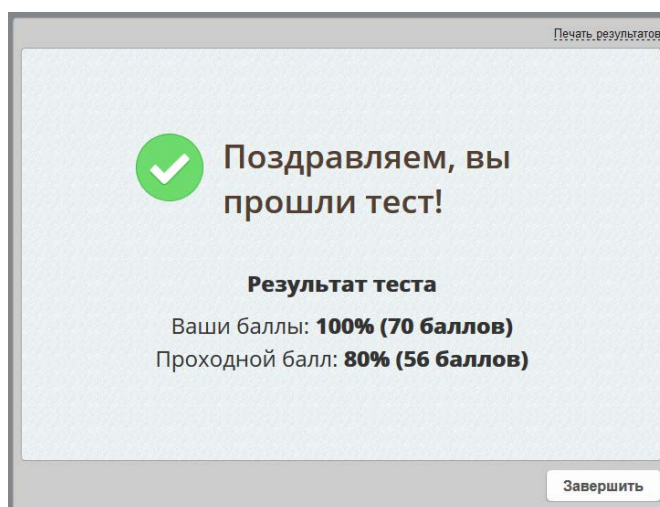 Печать результатов
Поздравляем, вы
прошли тест!
Результат теста
Ваши баллы: 100% (70 баллов)
Проходной балл: 80% (56 баллов)
Завершить